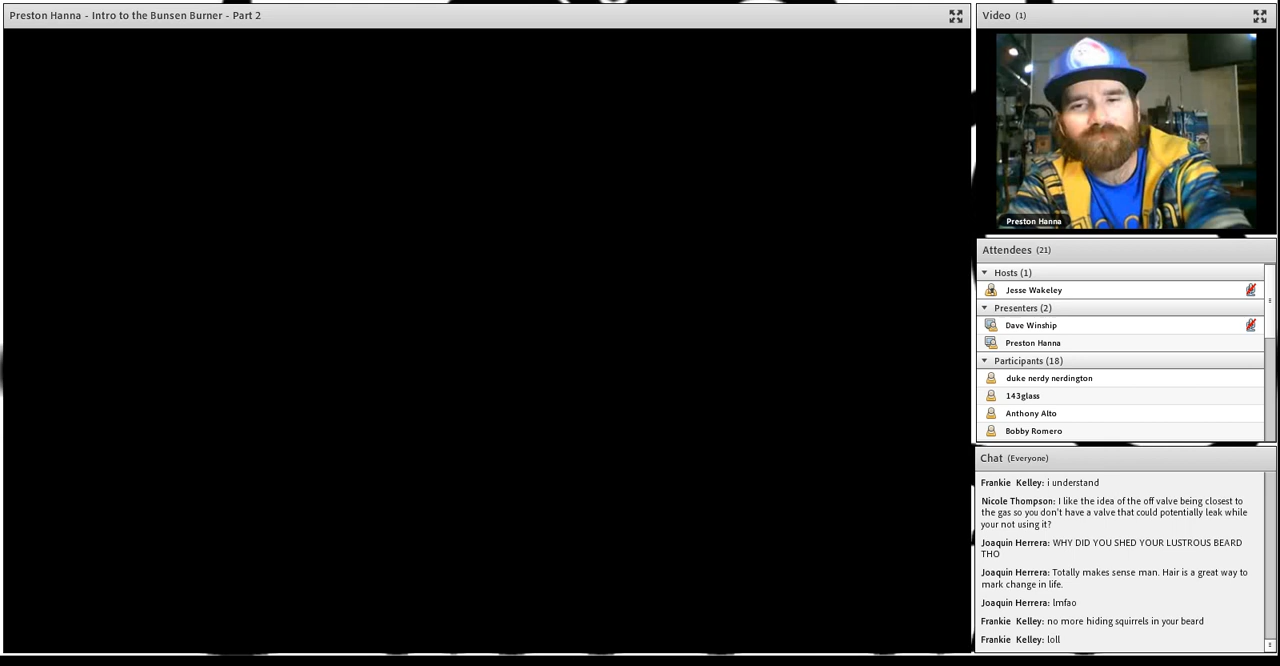 Preston Hanna - Intro to the Bunsen Burner - Part 2
Video (1)
Preston Hanna
Attendees (21)
Hosts (1)
Jesse Wakeley
Presenters (2)
Dave Winship
Preston Hanna
Participants (18)
duke nerdy nerdington
143glass
Anthony Alto
Bobby Romero
Chat (Everyone)
Frankie Kelley: i understand
Nicole Thompson: I like the idea of the off valve being closest to
the gas so you don't have a valve that could potentially leak while
your not using it?
Joaquin Herrera: WHY DID YOU SHED YOUR LUSTROUS BEARD
THO
Joaquin Herrera: Totally makes sense man. Hair is a great way to
mark change in life.
Joaquin Herrera: lmfao
Frankie Kelley: no more hiding squirrels in your beard
Frankie Kelley: loll